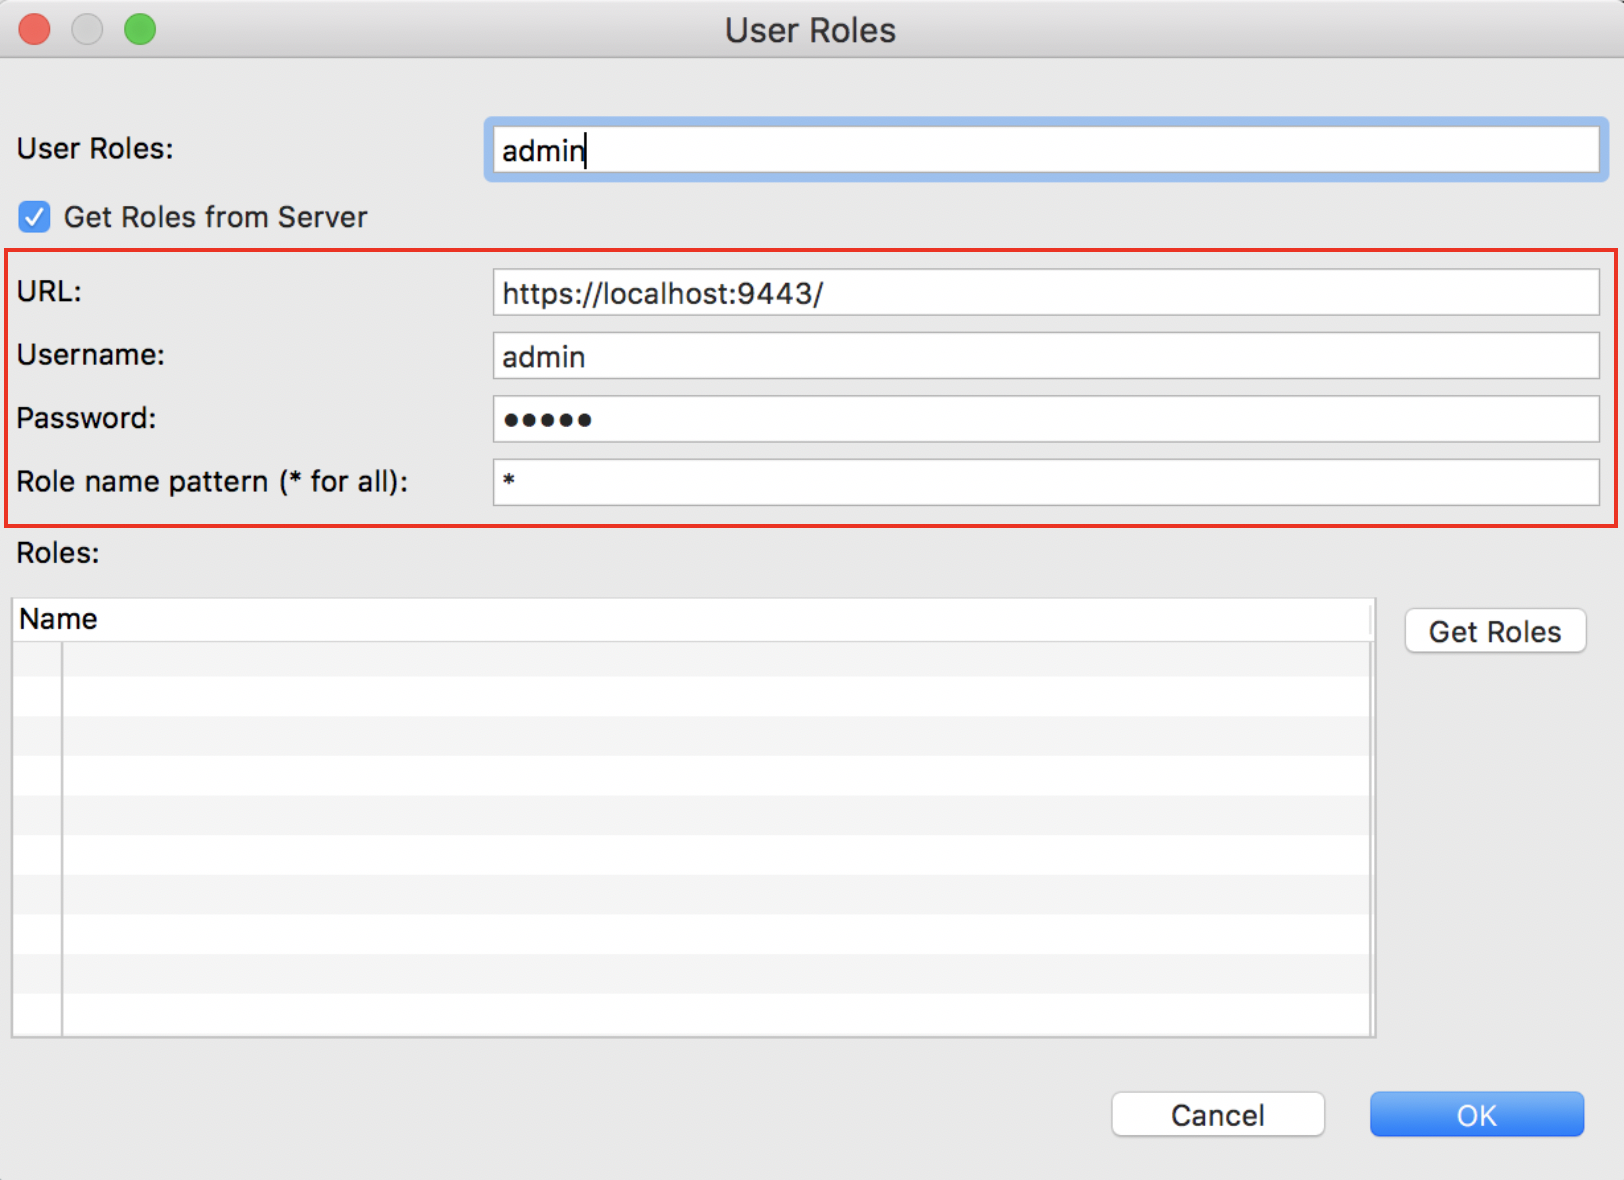 User Roles
User Roles: admin
Get Roles from Server
URL: https://localhost:9443/
Username: admin
Password: •••••
Role name pattern (* for all): *
Roles:
Name
Get Roles
Cancel OK